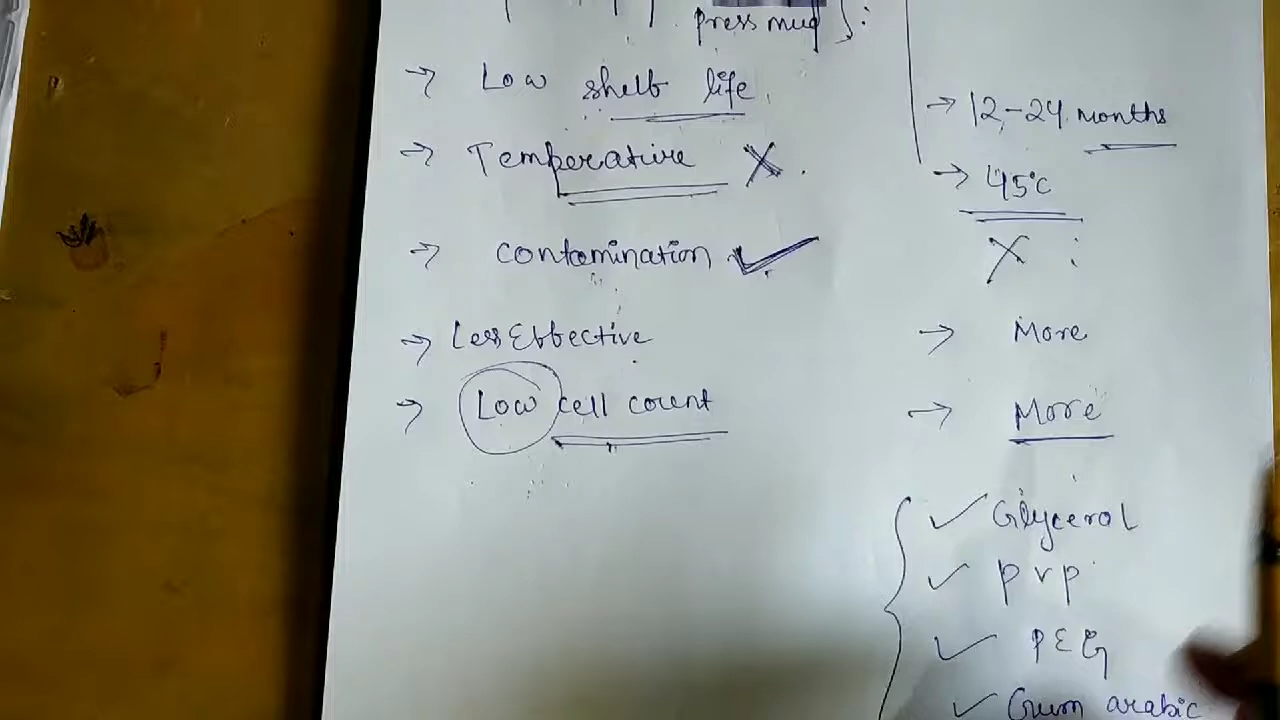 press mud } :
→ Low shelf life.
→ Temperature X.
→ contamination ✓
→ Less Effective
→ Low cell count
→ 12-24 months
→ 45°C
X :
→ More
→ More
✓ Glycerol
✓ PVP
✓ PEG
✓ Gum arabic